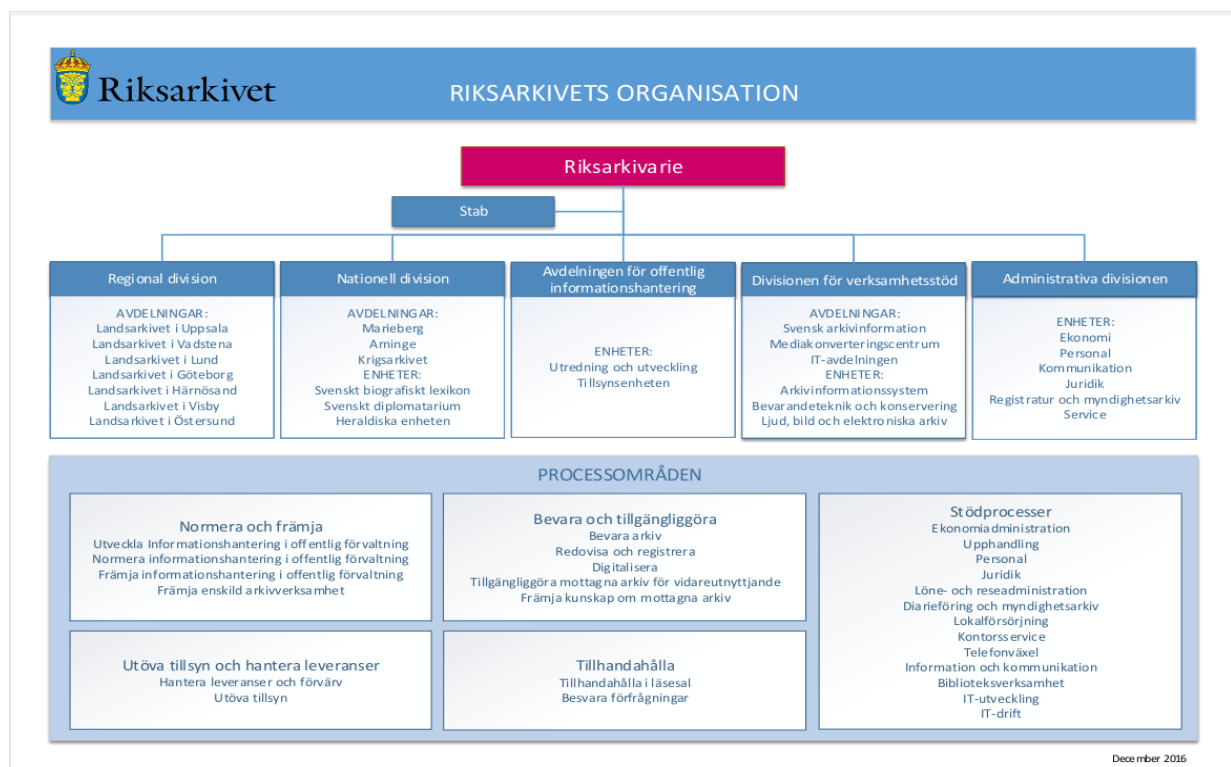 Riksarkivet
RIKSARKIVETS ORGANISATION
Riksarkivarie
Stab
Regional division
AVDELNINGAR:
Landsarkivet i Uppsala
Landsarkivet i Vadstena
Landsarkivet i Lund
Landsarkivet i Göteborg
Landsarkivet i Härnösand
Landsarkivet i Visby
Landsarkivet i Östersund
Nationell division
AVDELNINGAR:
Marieberg
Arninge
Krigsarkivet
ENHETER:
Svenskt biografiskt lexikon
Svenskt diplomatarium
Heraldiska enheten
Avdelningen för offentlig
informationshantering
ENHETER:
Utredning och utveckling
Tillsynsenheten
Divisionen för verksamhetsstöd
AVDELNINGAR:
Svensk arkivinformation
Mediakonverteringscentrum
IT-avdelningen
ENHETER:
Arkivinformationssystem
Bevarandeteknik och konservering
Ljud, bild och elektroniska arkiv
Administrativa divisionen
ENHETER:
Ekonomi
Personal
Kommunikation
Juridik
Registratur och myndighetsarkiv
Service
PROCESSOMRÅDEN
Normera och främja
Utveckla Informationshantering i offentlig förvaltning
Normera informationshantering i offentlig förvaltning
Främja informationshantering i offentlig förvaltning
Främja enskild arkivverksamhet
Bevara och tillgängliggöra
Bevara arkiv
Redovisa och registrera
Digitalisera
Tillgängliggöra mottagna arkiv för vidareutnyttjande
Främja kunskap om mottagna arkiv
Stödprocesser
Ekonomiadministration
Upphandling
Personal
Juridik
Löne- och reseadministration
Diarieföring och myndighetsarkiv
Lokalförsörjning
Kontorsservice
Telefonväxel
Information och kommunikation
Biblioteksverksamhet
IT-utveckling
IT-drift
Utöva tillsyn och hantera leveranser
Hantera leveranser och förvärv
Utöva tillsyn
Tillhandahålla
Tillhandahålla i läsesal
Besvara förfrågningar
December 2016